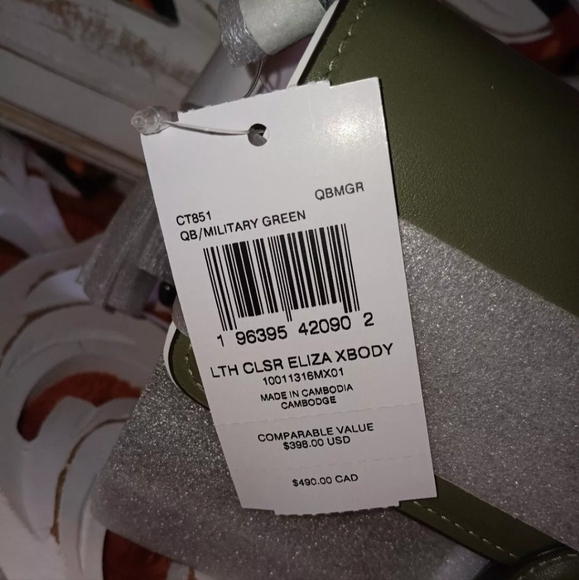 CT851 QBMGR
QB/MILITARY GREEN
1 96395 42090 2
LTH CLSR ELIZA XBODY
10011316MX01
MADE IN CAMBODIA
CAMBODGE
COMPARABLE VALUE
$398.00 USD
$490.00 CAD